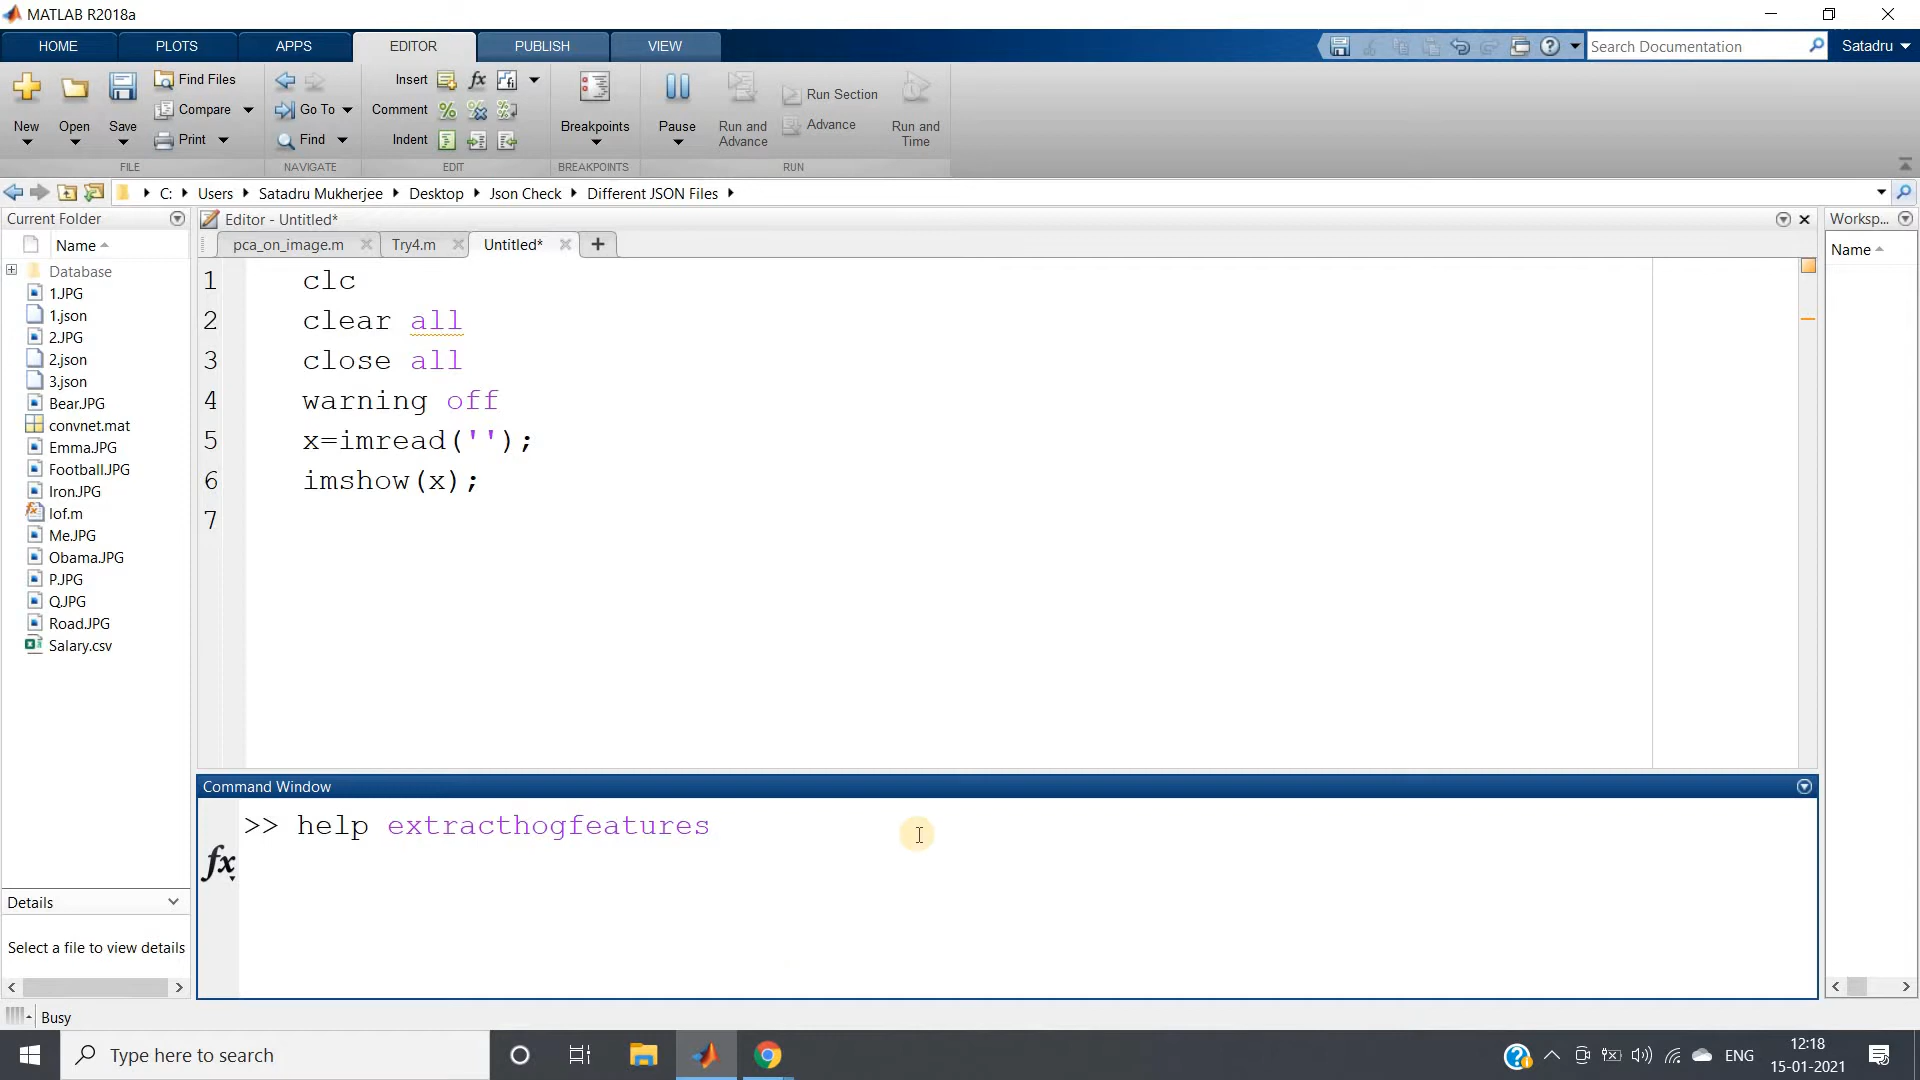 MATLAB R2018a
HOME PLOTS APPS EDITOR PUBLISH VIEW
Search Documentation
Satadru
New
Open
Save
Find Files
Compare
Print
FILE
Go To
Find
NAVIGATE
Insert fx
Comment
Indent
EDIT
Breakpoints
BREAKPOINTS
Pause
Run and Advance
Run Section
Advance
Run and Time
RUN
C: Users Satadru Mukherjee Desktop Json Check Different JSON Files
Current Folder
Name
Database
1.JPG
1.json
2.JPG
2.json
3.json
Bear.JPG
convnet.mat
Emma.JPG
Football.JPG
Iron.JPG
lof.m
Me.JPG
Obama.JPG
P.JPG
Q.JPG
Road.JPG
Salary.csv
Details
Select a file to view details
Editor - Untitled*
pca_on_image.m Try4.m Untitled*
1 clc
2 clear all
3 close all
4 warning off
5 x=imread('');
6 imshow(x);
7
Command Window
>> help extracthogfeatures
fx
Worksp...
Name
Busy
Type here to search
ENG
12:18
15-01-2021